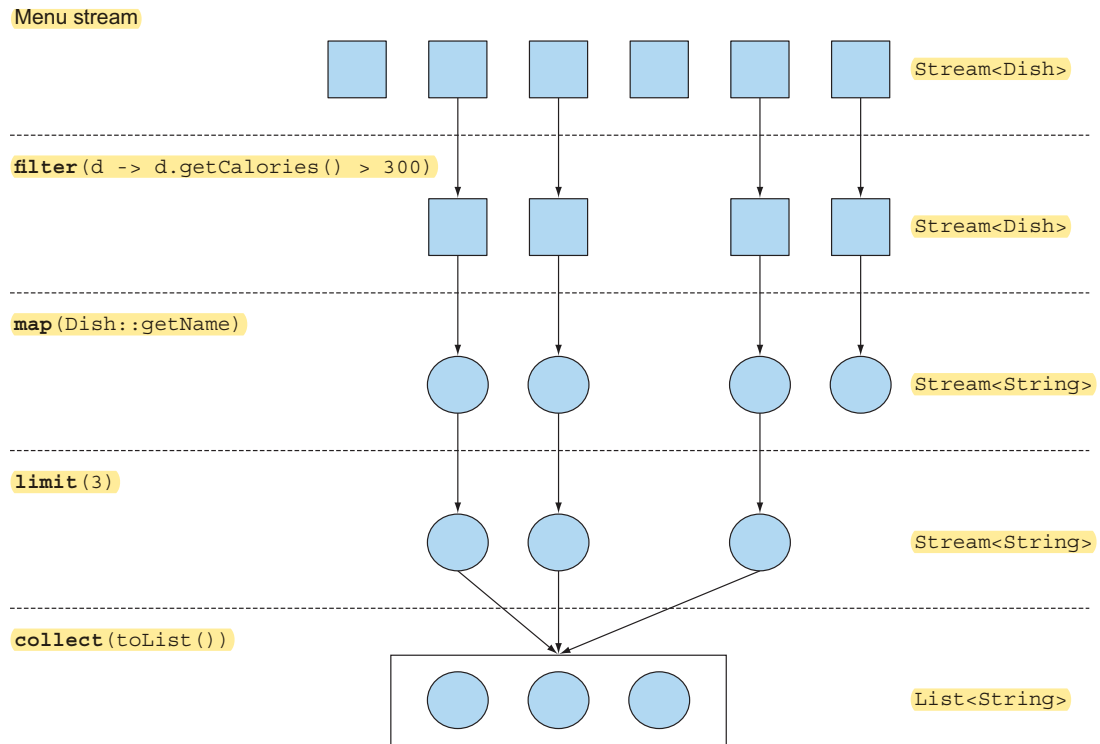 Menu stream
Stream<Dish>
filter(d -> d.getCalories() > 300)
Stream<Dish>
map(Dish::getName)
Stream<String>
limit(3)
Stream<String>
collect(toList())
List<String>